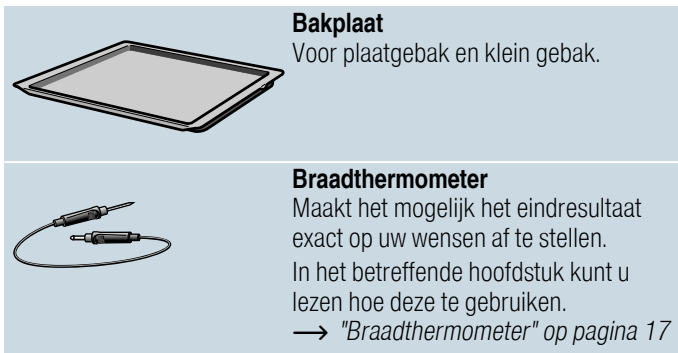 Bakplaat
Voor plaatgebak en klein gebak.
Braadthermometer
Maakt het mogelijk het eindresultaat
exact op uw wensen af te stellen.
In het betreffende hoofdstuk kunt u
lezen hoe deze te gebruiken.
→ "Braadthermometer" op pagina 17